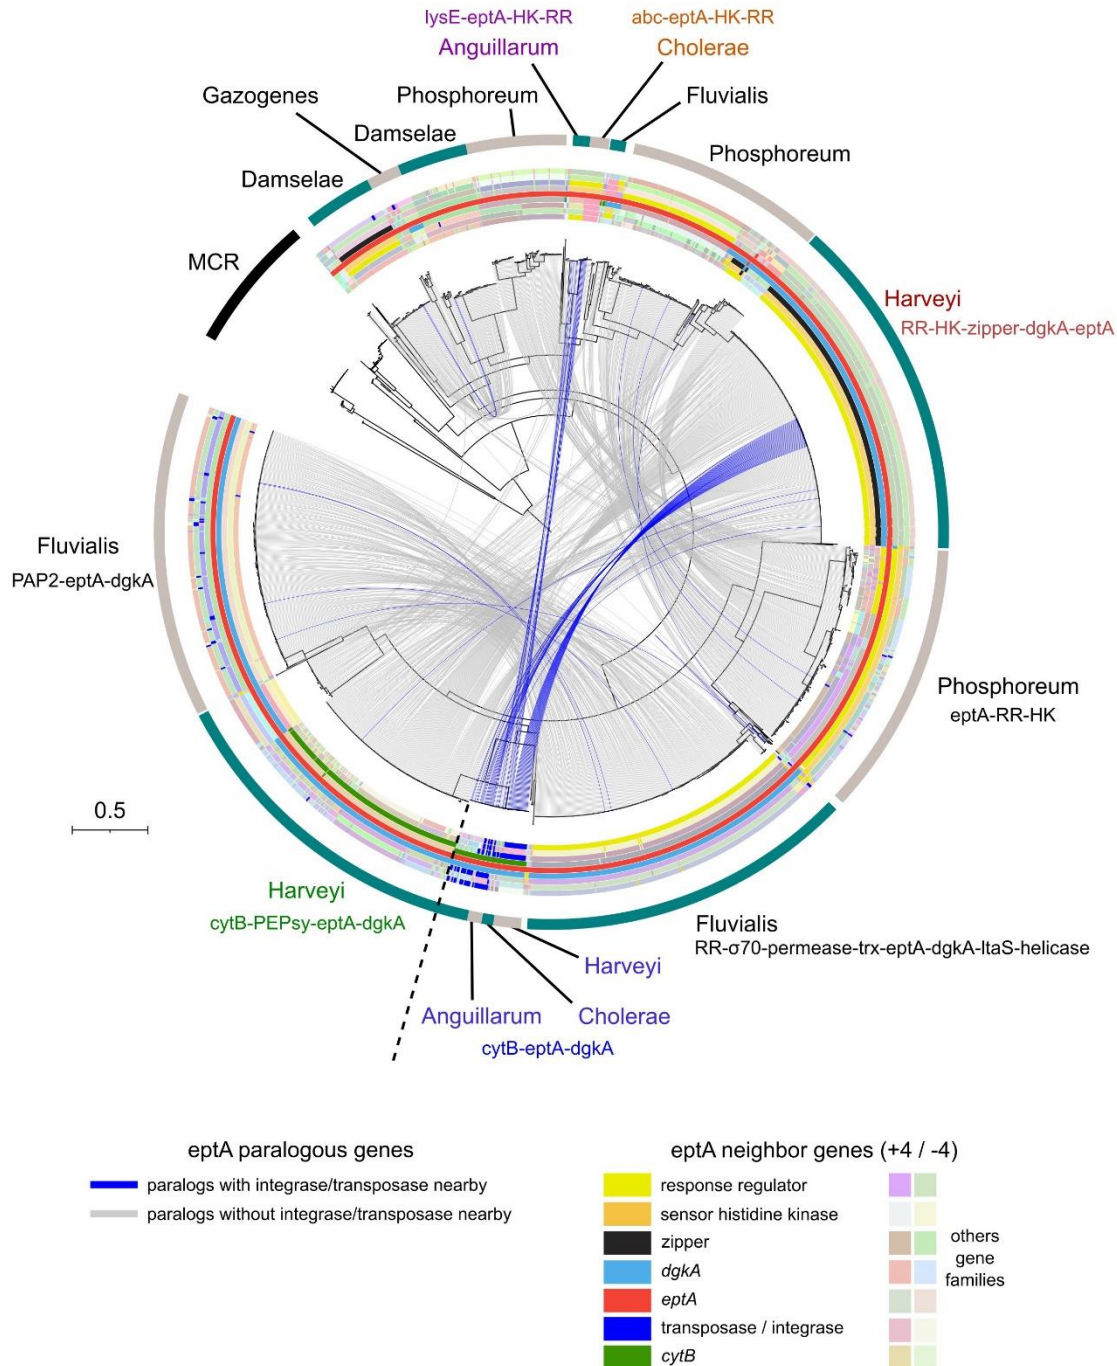 lysE-eptA-HK-RR
abc-eptA-HK-RR
Anguillarum
Cholerae
Gazogenes
Phosphoreum
Fluvialis
Damselae
Phosphoreum
Damselae
MCR
Harveyi
RR-HK-zipper-dgkA-eptA
Fluvialis
PAP2-eptA-dgkA
Phosphoreum
eptA-RR-HK
0.5
Harveyi
cytB-PEPsy-eptA-dgkA
Fluvialis
RR-σ70-permease-trx-eptA-dgkA-ltaS-helicase
Harveyi
Anguillarum
Cholerae
cytB-eptA-dgkA
eptA paralogous genes
paralogs with integrase/transposase nearby
paralogs without integrase/transposase nearby
eptA neighbor genes (+4 / -4)
response regulator
sensor histidine kinase
zipper
dgkA
eptA
transposase / integrase
cytB
others
gene
families